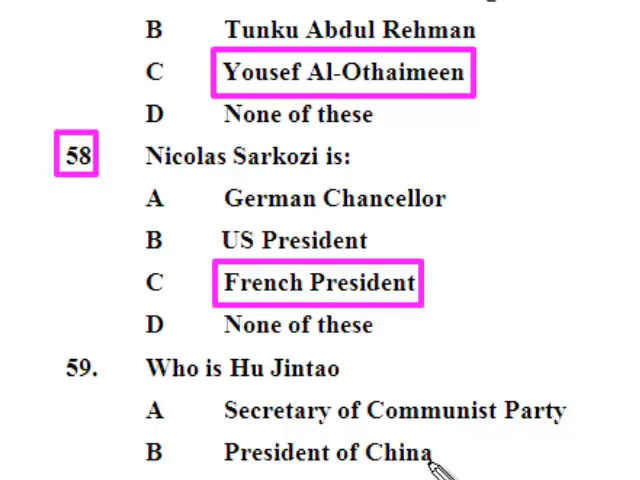 B Tunku Abdul Rehman
C Yousef Al-Othaimeen
D None of these
58 Nicolas Sarkozi is:
A German Chancellor
B US President
C French President
D None of these
59. Who is Hu Jintao
A Secretary of Communist Party
B President of China